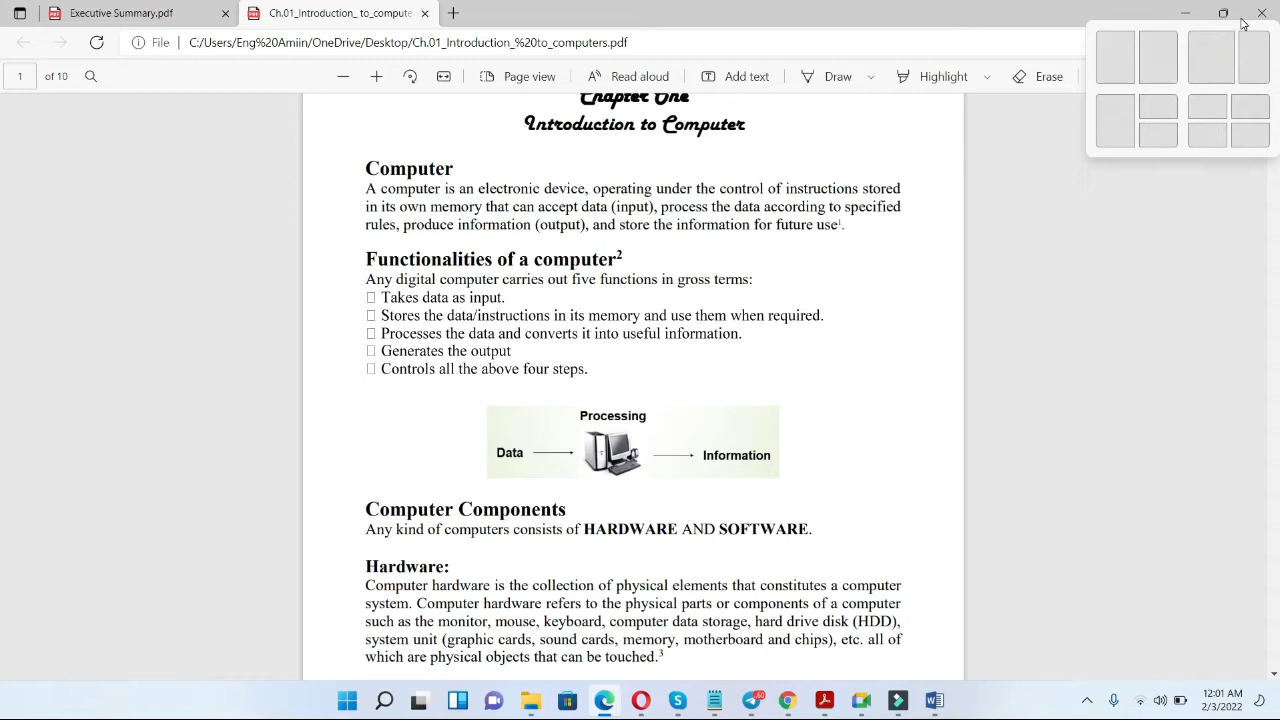 Executive Summary.pdf
Ch.01_Introduction_ to_compute
File C:/Users/Eng%20Amiin/OneDrive/Desktop/Ch.01_Introduction_%20to_computers.pdf
1 of 10 Page view Read aloud Add text Draw Highlight Erase
Chapter One
Introduction to Computer
Computer
A computer is an electronic device, operating under the control of instructions stored
in its own memory that can accept data (input), process the data according to specified
rules, produce information (output), and store the information for future use¹.
Functionalities of a computer²
Any digital computer carries out five functions in gross terms:
□ Takes data as input.
□ Stores the data/instructions in its memory and use them when required.
□ Processes the data and converts it into useful information.
□ Generates the output
□ Controls all the above four steps.
Processing
Data
Information
Computer Components
Any kind of computers consists of HARDWARE AND SOFTWARE.
Hardware:
Computer hardware is the collection of physical elements that constitutes a computer
system. Computer hardware refers to the physical parts or components of a computer
such as the monitor, mouse, keyboard, computer data storage, hard drive disk (HDD),
system unit (graphic cards, sound cards, memory, motherboard and chips), etc. all of
which are physical objects that can be touched.³
60
12:01 AM
2/3/2022